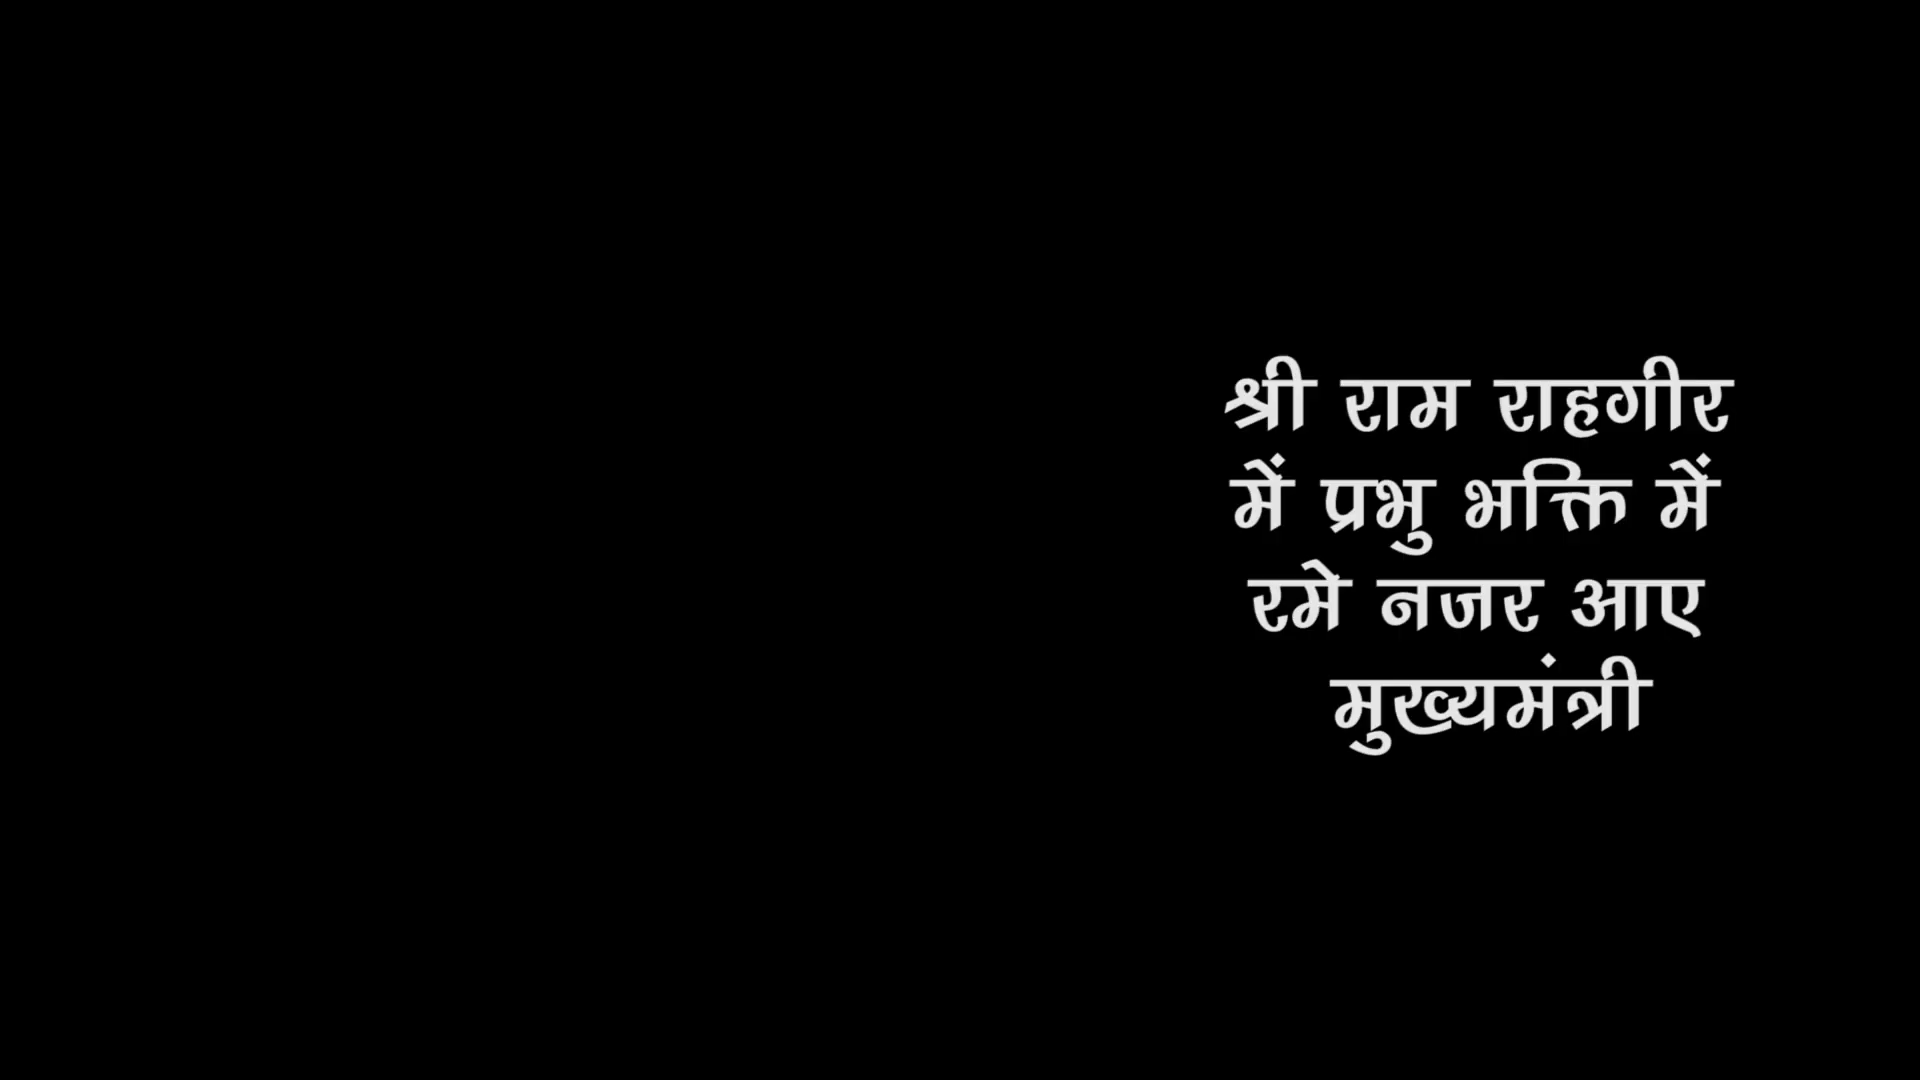 श्री राम राहगीर
में प्रभु भक्ति में
रमे नजर आए
मुख्यमंत्री